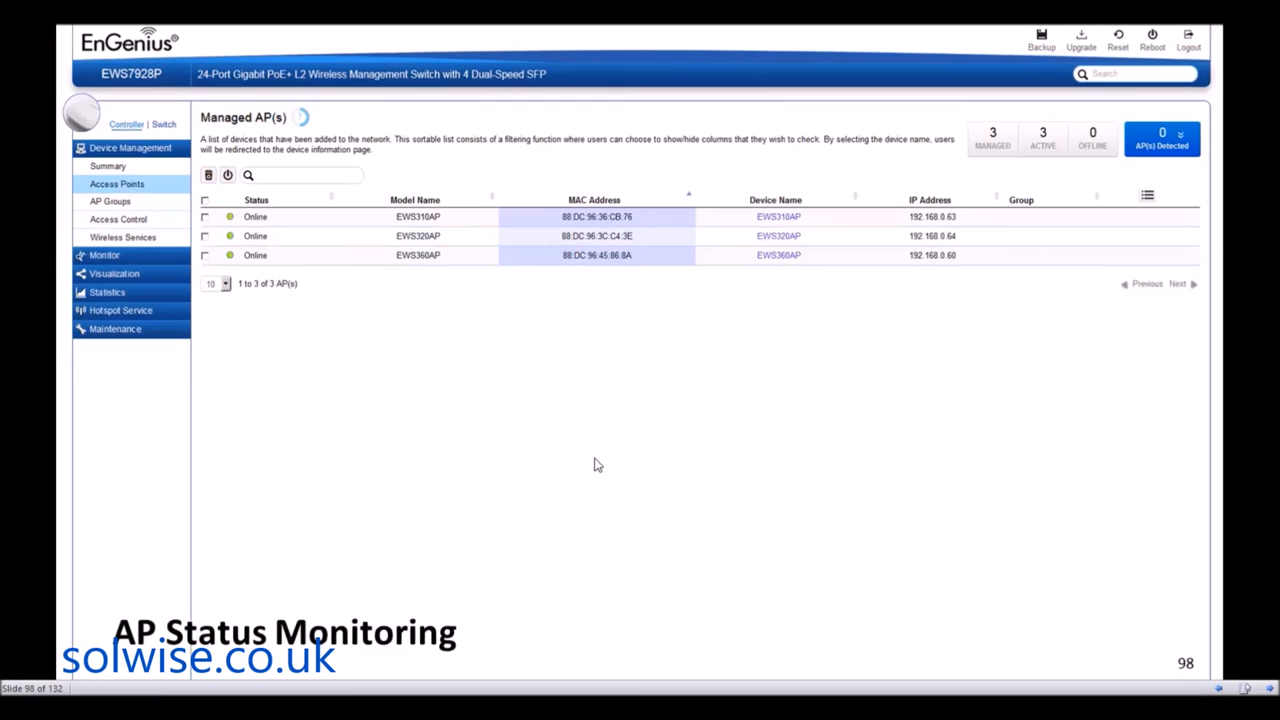 EnGenius®
Backup Upgrade Reset Reboot Logout
EWS7928P 24-Port Gigabit PoE+ L2 Wireless Management Switch with 4 Dual-Speed SFP Search
Controller | Switch
Device Management
Summary
Access Points
AP Groups
Access Control
Wireless Services
Monitor
Visualization
Statistics
Hotspot Service
Maintenance
Managed AP(s)
A list of devices that have been added to the network. This sortable list consists of a filtering function where users can choose to show/hide columns that they wish to check. By selecting the device name, users
will be redirected to the device information page.
3 3 0 0
MANAGED ACTIVE OFFLINE AP(s) Detected
Status Model Name MAC Address Device Name IP Address Group
Online EWS310AP 88:DC:96:36:CB:76 EWS310AP 192.168.0.63
Online EWS320AP 88:DC:96:3C:C4:3E EWS320AP 192.168.0.64
Online EWS360AP 88:DC:96:45:86:8A EWS360AP 192.168.0.60
10 1 to 3 of 3 AP(s) Previous Next
AP Status Monitoring
solwise.co.uk
98
Slide 98 of 132